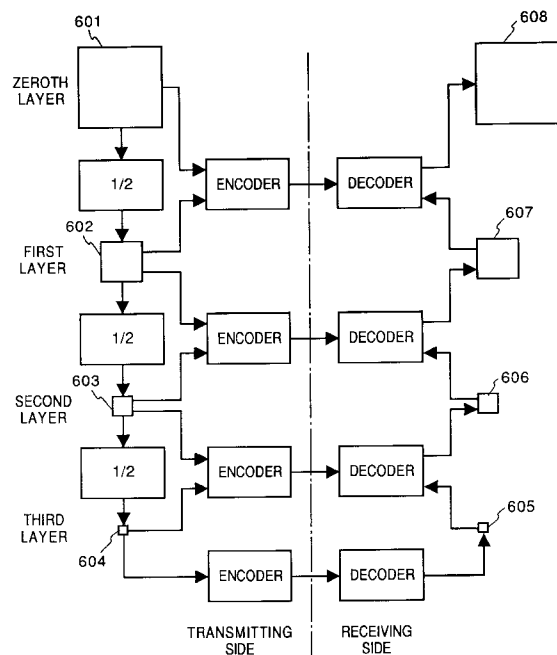 601
608
ZEROTH
LAYER
1/2
ENCODER
DECODER
602
607
FIRST
LAYER
1/2
ENCODER
DECODER
603
606
SECOND
LAYER
1/2
ENCODER
DECODER
THIRD
LAYER
604
605
ENCODER
DECODER
TRANSMITTING
SIDE
RECEIVING
SIDE